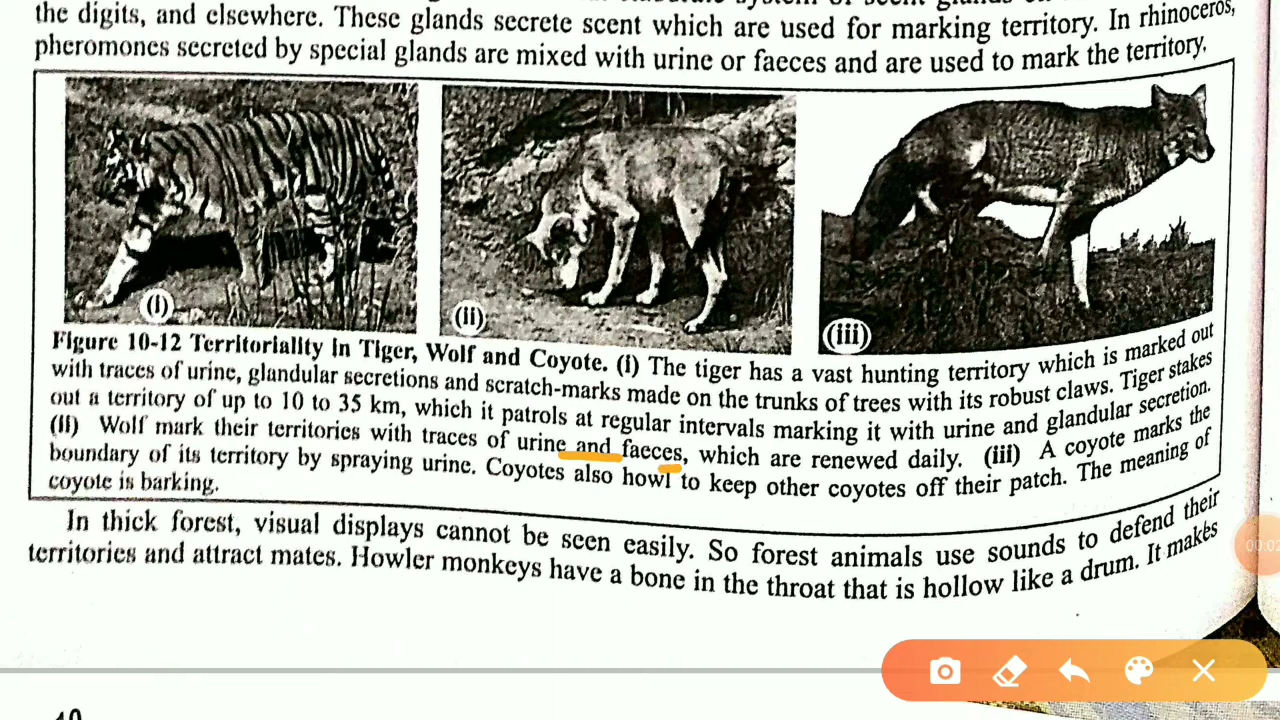 the digits, and elsewhere. These glands secrete scent which are used for marking territory. In rhinoceros,
pheromones secreted by special glands are mixed with urine or faeces and are used to mark the territory.
(i)
(ii)
(iii)
Figure 10-12 Territoriality in Tiger, Wolf and Coyote. (i) The tiger has a vast hunting territory which is marked out
with traces of urine, glandular secretions and scratch-marks made on the trunks of trees with its robust claws. Tiger stakes
out a territory of up to 10 to 35 km, which it patrols at regular intervals marking it with urine and glandular secretion.
(ii) Wolf mark their territories with traces of urine and faeces, which are renewed daily. (iii) A coyote marks the
boundary of its territory by spraying urine. Coyotes also howl to keep other coyotes off their patch. The meaning of
coyote is barking.
In thick forest, visual displays cannot be seen easily. So forest animals use sounds to defend their
territories and attract mates. Howler monkeys have a bone in the throat that is hollow like a drum. It makes